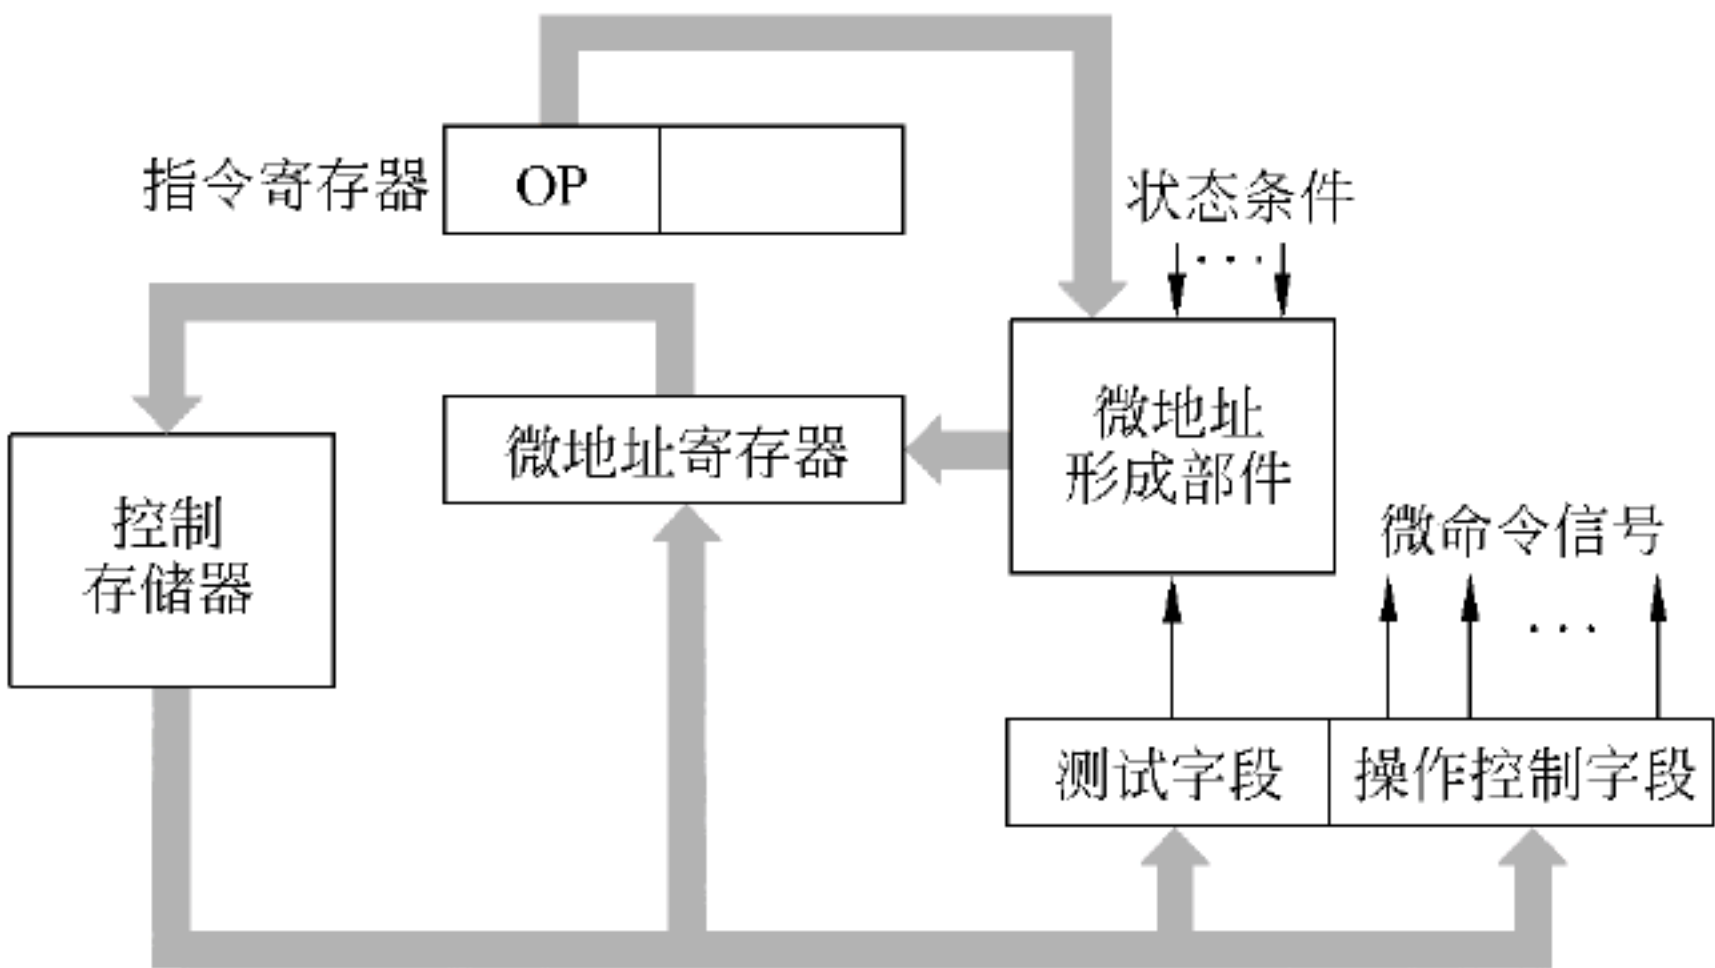 指令寄存器
OP
状态条件
微地址
形成部件
微地址寄存器
控制
存储器
微命令信号
测试字段
操作控制字段